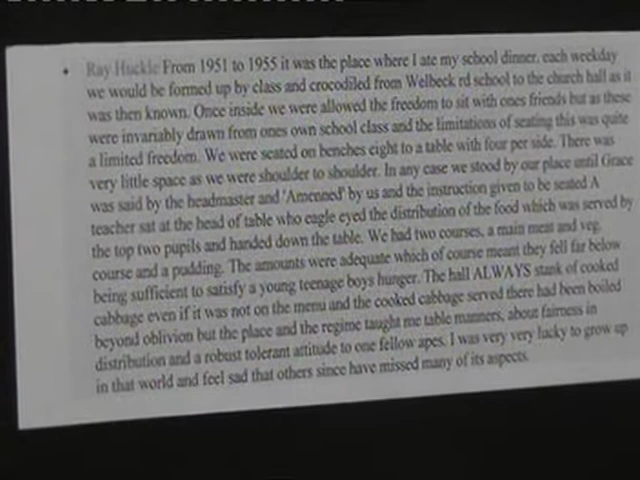 • Ray Huckle From 1951 to 1955 it was the place where I ate my school dinner. each weekday
we would be formed up by class and crocodiled from Welbeck rd school to the church hall as it
was then known. Once inside we were allowed the freedom to sit with ones friends but as these
were invariably drawn from ones own school class and the limitations of seating this was quite
a limited freedom. We were seated on benches eight to a table with four per side. There was
very little space as we were shoulder to shoulder. In any case we stood by our place until Grace
was said by the headmaster and 'Amenned' by us and the instruction given to be seated A
teacher sat at the head of table who eagle eyed the distribution of the food which was served by
the top two pupils and handed down the table. We had two courses, a main meat and veg.
course and a pudding. The amounts were adequate which of course meant they fell far below
being sufficient to satisfy a young teenage boys hunger. The hall ALWAYS stank of cooked
cabbage even if it was not on the menu and the cooked cabbage served there had been boiled
beyond oblivion but the place and the regime taught me table manners, about fairness in
distribution and a robust tolerant attitude to one fellow apes. I was very very lucky to grow up
in that world and feel sad that others since have missed many of its aspects.